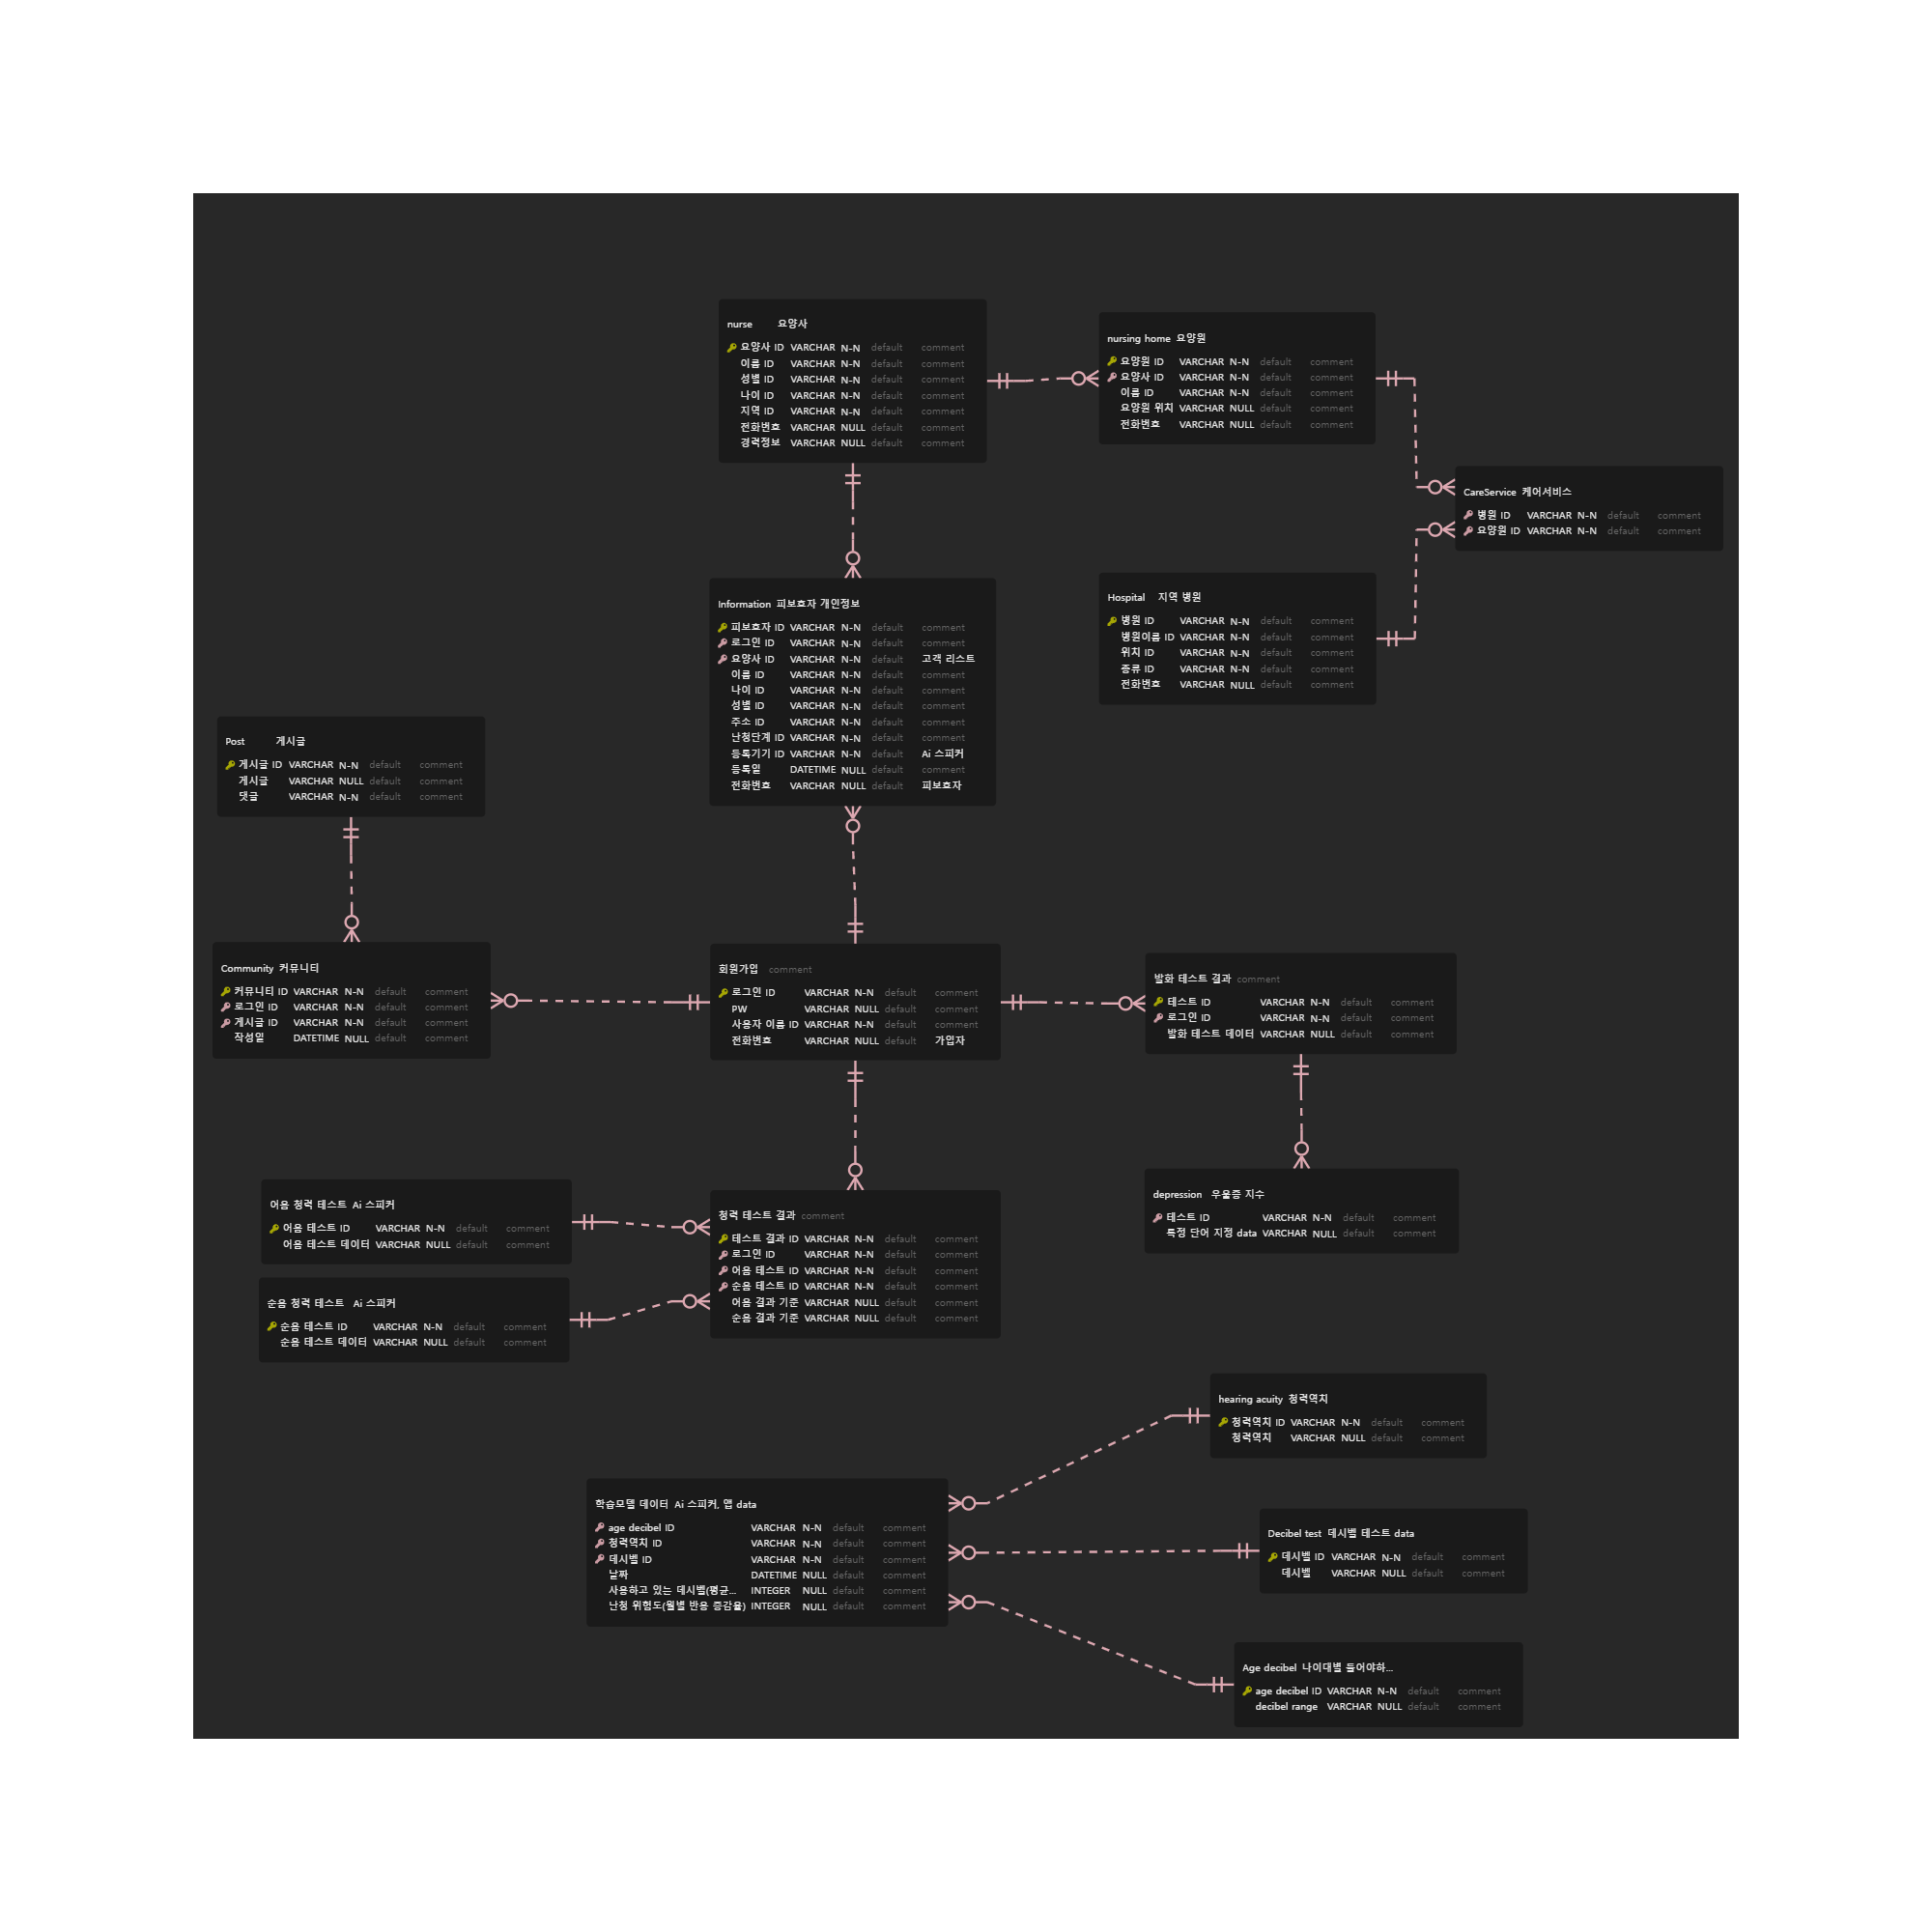 nurse 요양사
요양사 ID VARCHAR N-N default comment
이름 ID VARCHAR N-N default comment
성별 ID VARCHAR N-N default comment
나이 ID VARCHAR N-N default comment
지역 ID VARCHAR N-N default comment
전화번호 VARCHAR NULL default comment
경력정보 VARCHAR NULL default comment
nursing home 요양원
요양원 ID VARCHAR N-N default comment
요양사 ID VARCHAR N-N default comment
이름 ID VARCHAR N-N default comment
요양원 위치 VARCHAR NULL default comment
전화번호 VARCHAR NULL default comment
CareService 케어서비스
병원 ID VARCHAR N-N default comment
요양원 ID VARCHAR N-N default comment
Information 피보호자 개인정보
피보호자 ID VARCHAR N-N default comment
로그인 ID VARCHAR N-N default comment
요양사 ID VARCHAR N-N default 고객 리스트
이름 ID VARCHAR N-N default comment
나이 ID VARCHAR N-N default comment
성별 ID VARCHAR N-N default comment
주소 ID VARCHAR N-N default comment
난청단계 ID VARCHAR N-N default comment
등록기기 ID VARCHAR N-N default Ai 스피커
등록일 DATETIME NULL default comment
전화번호 VARCHAR NULL default 피보호자
Hospital 지역 병원
병원 ID VARCHAR N-N default comment
병원이름 ID VARCHAR N-N default comment
위치 ID VARCHAR N-N default comment
종류 ID VARCHAR N-N default comment
전화번호 VARCHAR NULL default comment
Post 게시글
게시글 ID VARCHAR N-N default comment
게시글 VARCHAR NULL default comment
댓글 VARCHAR N-N default comment
Community 커뮤니티
커뮤니티 ID VARCHAR N-N default comment
로그인 ID VARCHAR N-N default comment
게시글 ID VARCHAR N-N default comment
작성일 DATETIME NULL default comment
회원가입 comment
로그인 ID VARCHAR N-N default comment
PW VARCHAR NULL default comment
사용자 이름 ID VARCHAR N-N default comment
전화번호 VARCHAR NULL default 가입자
발화 테스트 결과 comment
테스트 ID VARCHAR N-N default comment
로그인 ID VARCHAR N-N default comment
발화 테스트 데이터 VARCHAR NULL default comment
depression 우울증 지수
테스트 ID VARCHAR N-N default comment
특정 단어 지정 data VARCHAR NULL default comment
어음 청력 테스트 Ai 스피커
어음 테스트 ID VARCHAR N-N default comment
어음 테스트 데이터 VARCHAR NULL default comment
순음 청력 테스트 Ai 스피커
순음 테스트 ID VARCHAR N-N default comment
순음 테스트 데이터 VARCHAR NULL default comment
청력 테스트 결과 comment
테스트 결과 ID VARCHAR N-N default comment
로그인 ID VARCHAR N-N default comment
어음 테스트 ID VARCHAR N-N default comment
순음 테스트 ID VARCHAR N-N default comment
어음 결과 기준 VARCHAR NULL default comment
순음 결과 기준 VARCHAR NULL default comment
hearing acuity 청력역치
청력역치 ID VARCHAR N-N default comment
청력역치 VARCHAR NULL default comment
학습모델 데이터 Ai 스피커, 앱 data
age decibel ID VARCHAR N-N default comment
청력역치 ID VARCHAR N-N default comment
데시벨 ID VARCHAR N-N default comment
날짜 DATETIME NULL default comment
사용하고 있는 데시벨(평균... INTEGER NULL default comment
난청 위험도(월별 반응 증감율) INTEGER NULL default comment
Decibel test 데시벨 테스트 data
데시벨 ID VARCHAR N-N default comment
데시벨 VARCHAR NULL default comment
Age decibel 나이대별 들어야하...
age decibel ID VARCHAR N-N default comment
decibel range VARCHAR NULL default comment